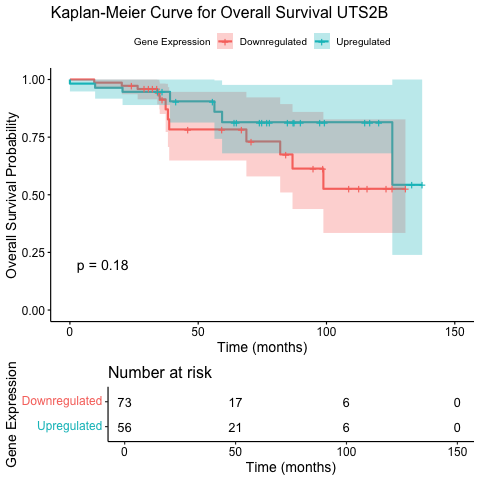 Kaplan-Meier Curve for Overall Survival UTS2B
Gene Expression Downregulated Upregulated
Overall Survival Probability
1.00
0.75
0.50
0.25
0.00
p = 0.18
0 50 100 150
Time (months)
Number at risk
Gene Expression
Downregulated 73 17 6 0
Upregulated 56 21 6 0
0 50 100 150
Time (months)